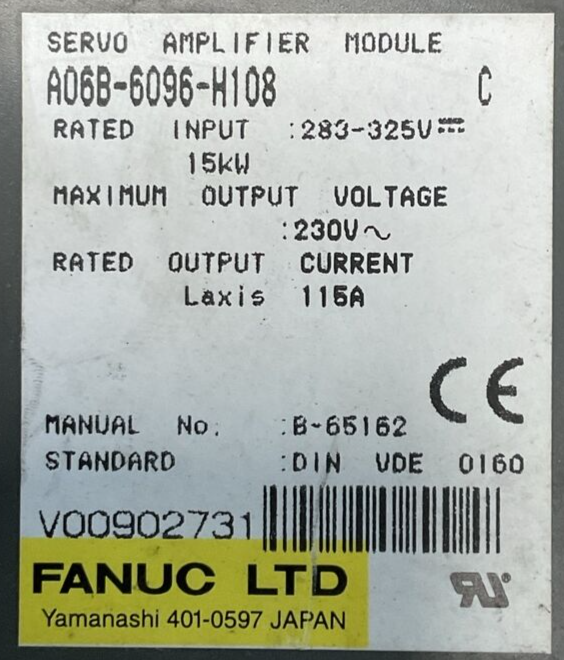 SERVO AMPLIFIER MODULE
A06B-6096-H108 C
RATED INPUT :283-325V⎓
15kW
MAXIMUM OUTPUT VOLTAGE
:230V～
RATED OUTPUT CURRENT
Laxis 115A
CE
MANUAL No. :B-65162
STANDARD :DIN VDE 0160
V00902731
FANUC LTD
Yamanashi 401-0597 JAPAN
RU